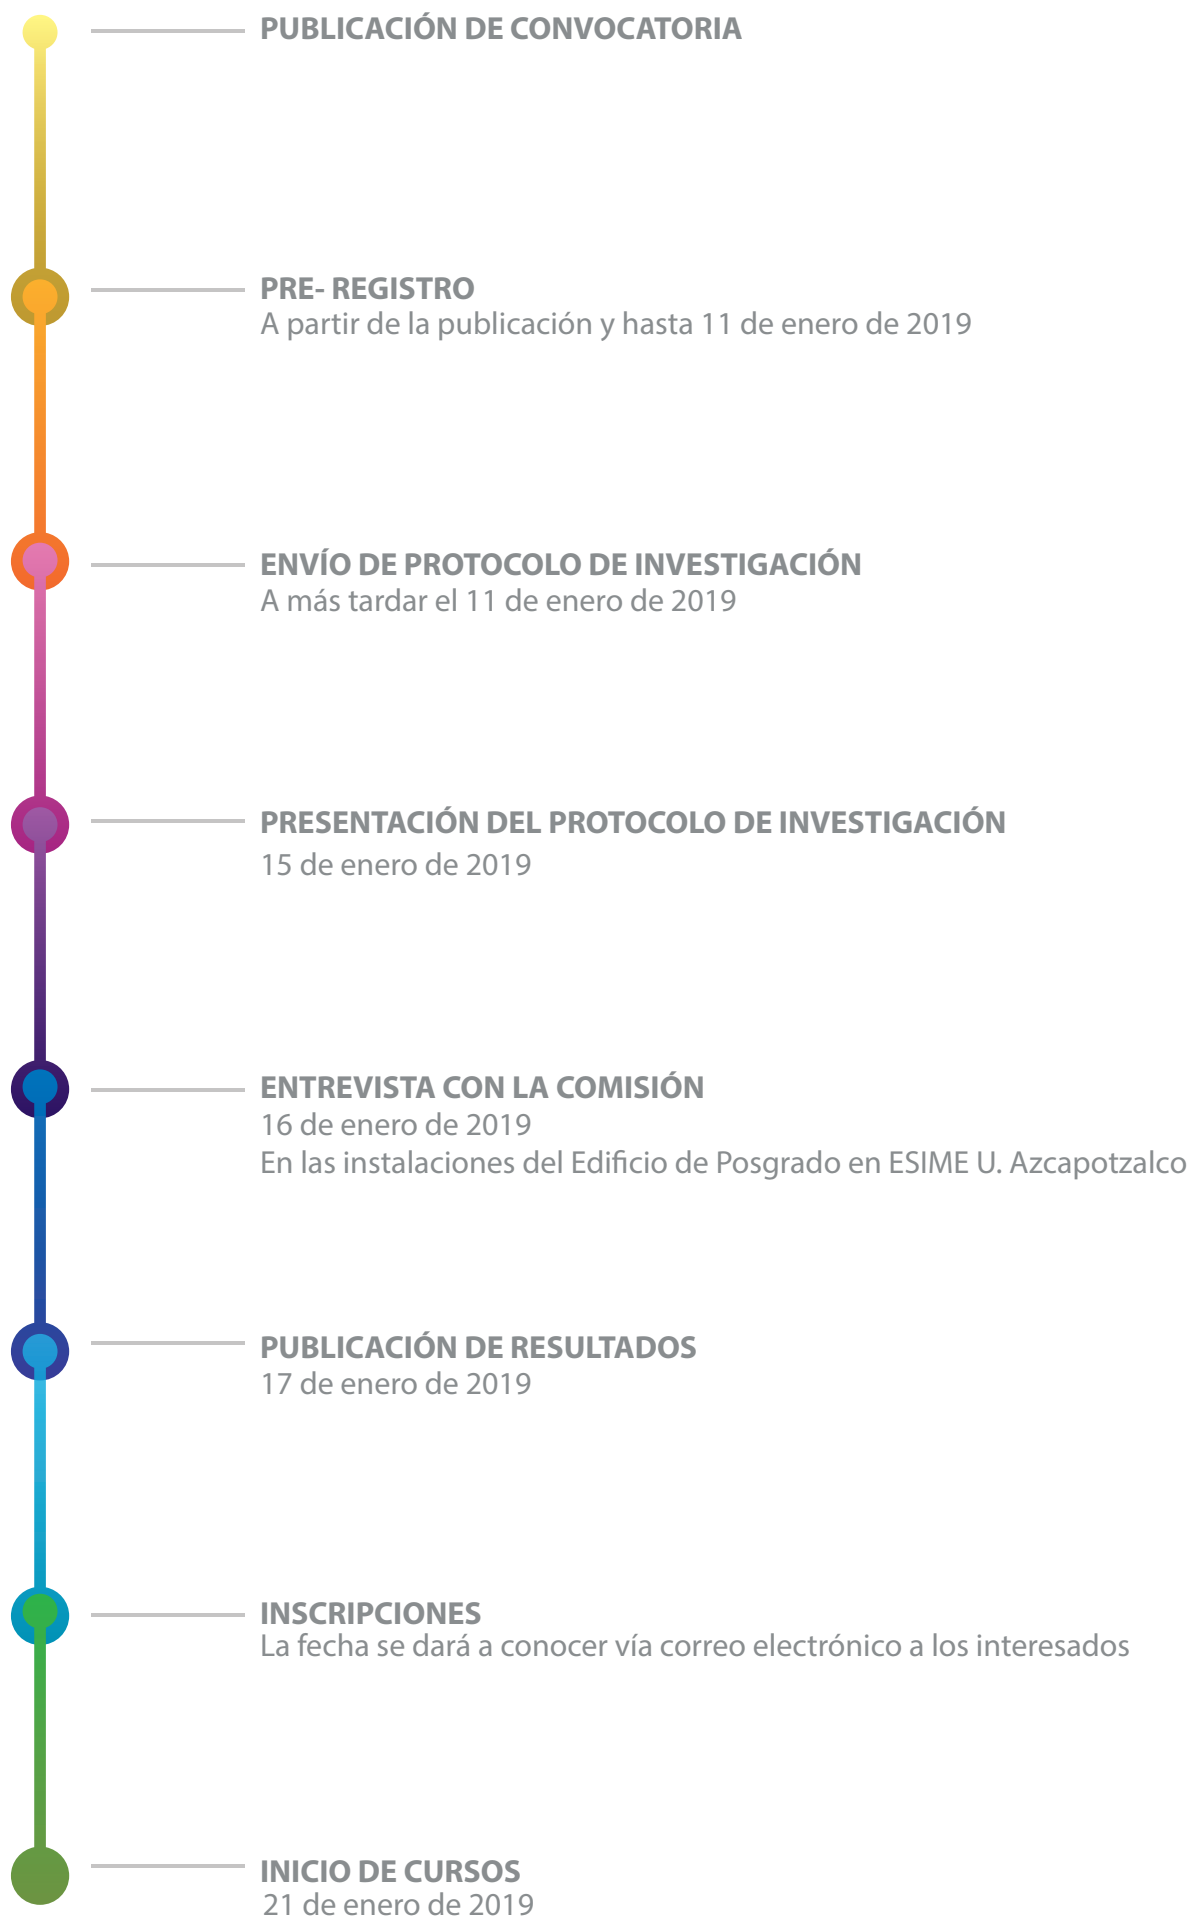 PUBLICACIÓN DE CONVOCATORIA
PRE- REGISTRO
A partir de la publicación y hasta 11 de enero de 2019
ENVÍO DE PROTOCOLO DE INVESTIGACIÓN
A más tardar el 11 de enero de 2019
PRESENTACIÓN DEL PROTOCOLO DE INVESTIGACIÓN
15 de enero de 2019
ENTREVISTA CON LA COMISIÓN
16 de enero de 2019
En las instalaciones del Edificio de Posgrado en ESIME U. Azcapotzalco
PUBLICACIÓN DE RESULTADOS
17 de enero de 2019
INSCRIPCIONES
La fecha se dará a conocer vía correo electrónico a los interesados
INICIO DE CURSOS
21 de enero de 2019